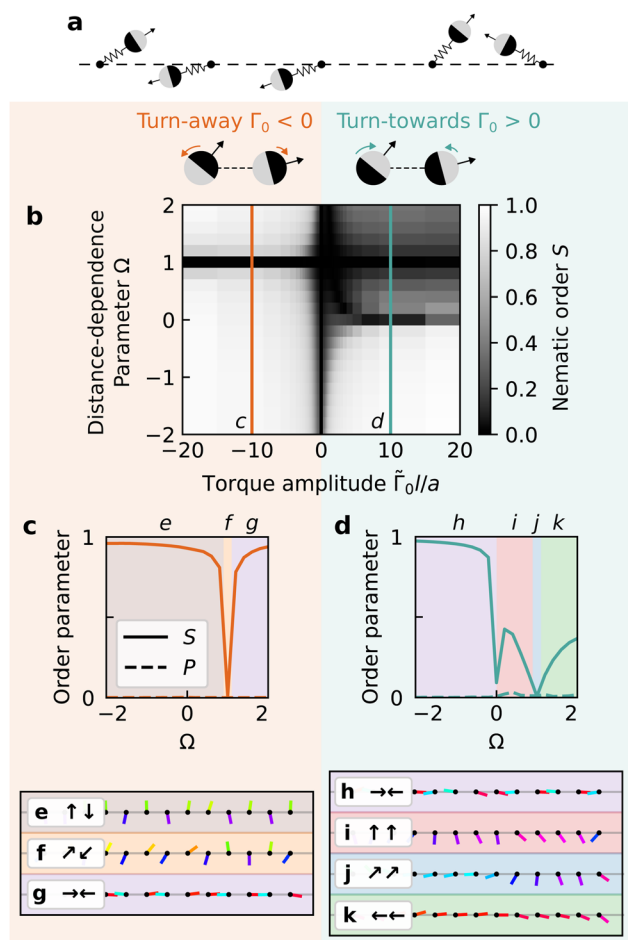 a
Turn-away Γ₀ < 0
Turn-towards Γ₀ > 0
b
Distance-dependence
Parameter Ω
2
1
0
−1
−2
c
d
−20
−10
0
10
20
Torque amplitude Γ̃₀l/a
1.0
0.8
0.6
0.4
0.2
0.0
Nematic order S
c
e
f
g
Order parameter
1
0
S
P
−2
0
2
Ω
d
h
i
j
k
Order parameter
1
0
−2
0
2
Ω
e ↑↓
f ↗↙
g →←
h →←
i ↑↑
j ↗↗
k ←←